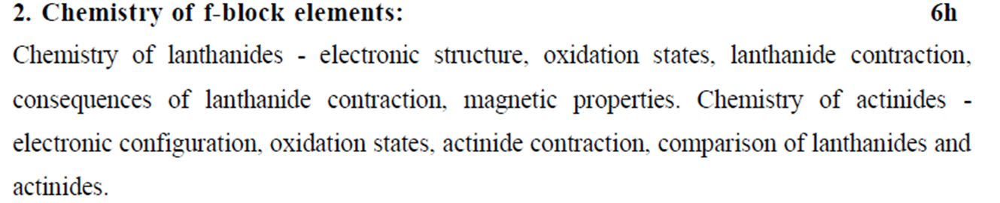 2. Chemistry of f-block elements: 6h
Chemistry of lanthanides - electronic structure, oxidation states, lanthanide contraction,
consequences of lanthanide contraction, magnetic properties. Chemistry of actinides -
electronic configuration, oxidation states, actinide contraction, comparison of lanthanides and
actinides.